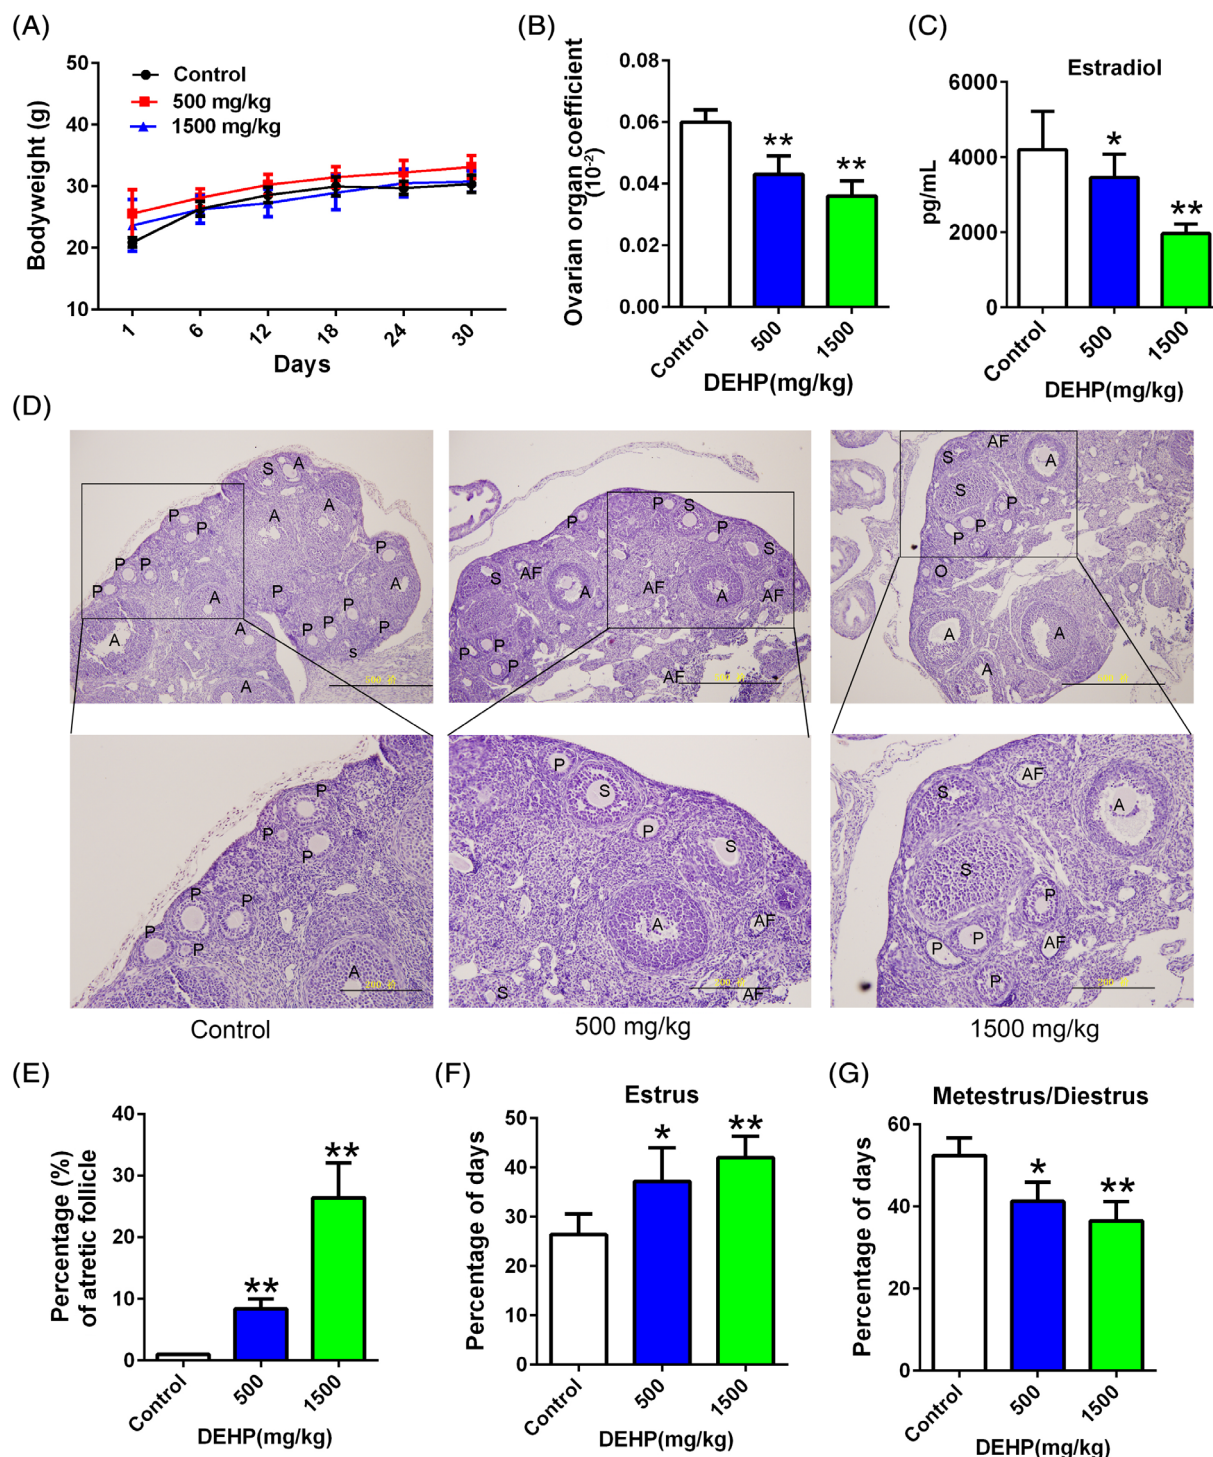 (A)
50
40
30
20
10
Bodyweight (g)
Control
500 mg/kg
1500 mg/kg
1
6
12
18
24
30
Days
(B)
Ovarian organ coefficient
(10-2)
0.08
0.06
0.04
0.02
0.00
**
**
Control
500
1500
DEHP(mg/kg)
(C)
Estradiol
pg/mL
6000
4000
2000
0
*
**
Control
500
1500
DEHP(mg/kg)
(D)
S A
A A
P P P
P P P
P A
P A
P P P
A A
A s
P S
P S
S AF
A AF A AF
P P P
AF
AF
S A
S P
P P
O
A A
A
P
P
P
P P
P P
A
200
P S
P
S
A AF
S AF
AF
S A
S
P
P P AF
P
Control
500 mg/kg
1500 mg/kg
(E)
Percentage (%)
of atretic follicle
40
30
20
10
0
**
**
Control
500
1500
DEHP(mg/kg)
(F)
Estrus
Percentage of days
50
40
30
20
10
0
*
**
Control
500
1500
DEHP(mg/kg)
(G)
Metestrus/Diestrus
Percentage of days
60
40
20
0
*
**
Control
500
1500
DEHP(mg/kg)